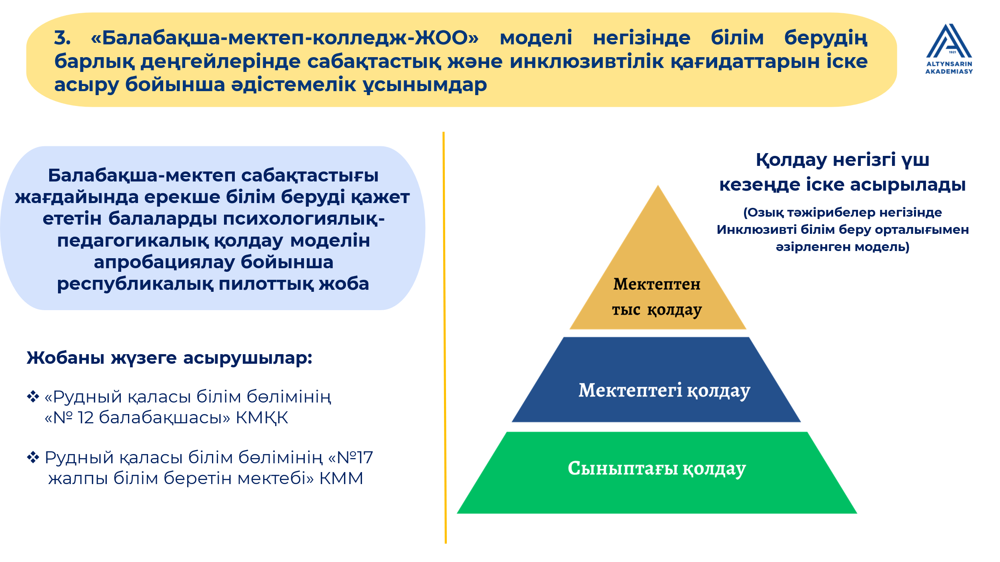 3. «Балабақша-мектеп-колледж-ЖОО» моделі негізінде білім берудің
барлық деңгейлерінде сабақтастық және инклюзивтілік қағидаттарын іске
асыру бойынша әдістемелік ұсынымдар
1921
ALTYNSARIN
AKADEMIASY
Балабақша-мектеп сабақтастығы
жағдайында ерекше білім беруді қажет
ететін балаларды психологиялық-
педагогикалық қолдау моделін
апробациялау бойынша
республикалық пилоттық жоба
Жобаны жүзеге асырушылар:
❖ «Рудный қаласы білім бөлімінің
«№ 12 балабақшасы» КМҚК
❖ Рудный қаласы білім бөлімінің «№17
жалпы білім беретін мектебі» КММ
Қолдау негізгі үш
кезеңде іске асырылады
(Озық тәжірибелер негізінде
Инклюзивті білім беру орталығымен
әзірленген модель)
Мектептен
тыс қолдау
Мектептегі қолдау
Сыныптағы қолдау